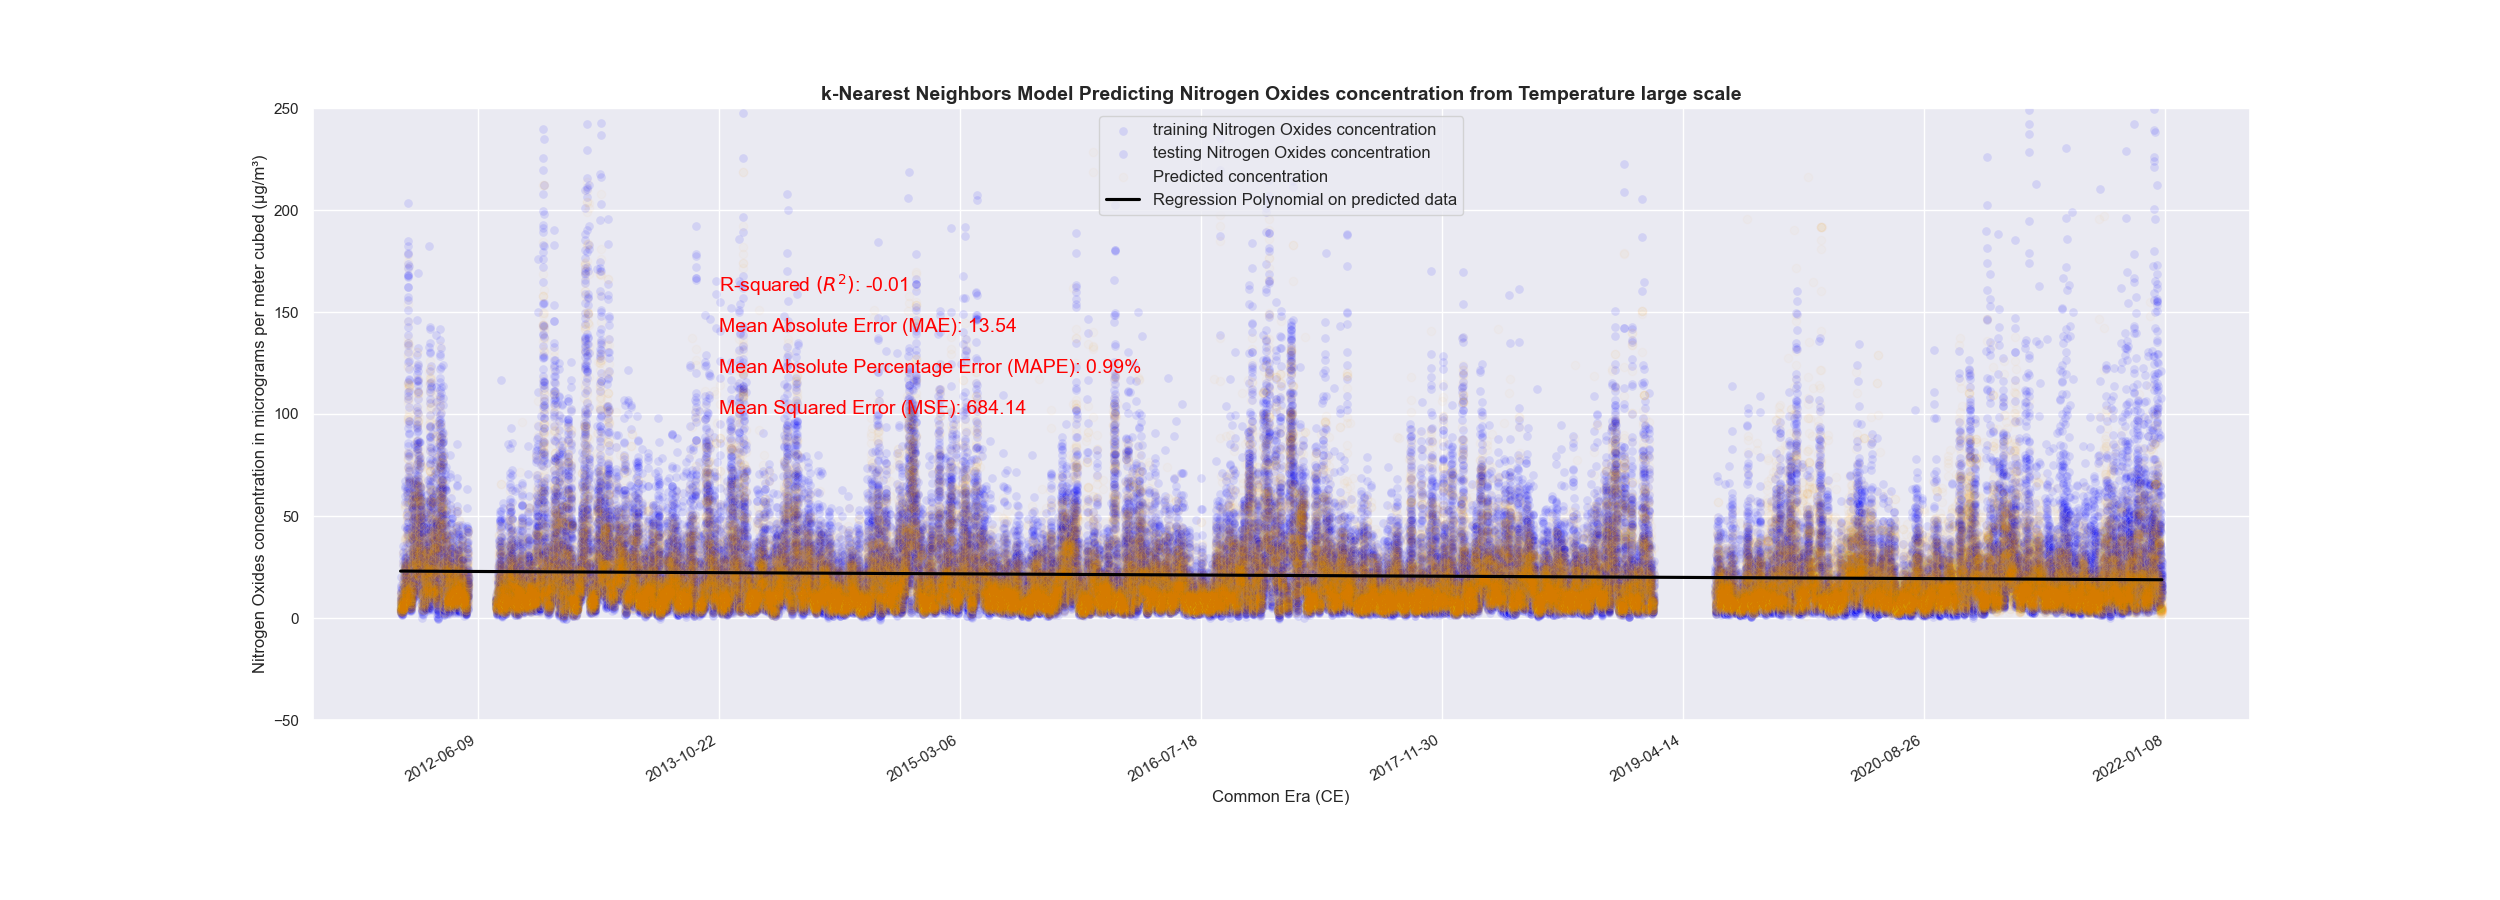 k-Nearest Neighbors Model Predicting Nitrogen Oxides concentration from Temperature large scale
training Nitrogen Oxides concentration
testing Nitrogen Oxides concentration
Predicted concentration
Regression Polynomial on predicted data
R-squared (R²): -0.01
Mean Absolute Error (MAE): 13.54
Mean Absolute Percentage Error (MAPE): 0.99%
Mean Squared Error (MSE): 684.14
Nitrogen Oxides concentration in micrograms per meter cubed (µg/m³)
250
200
150
100
50
0
−50
2012-06-09
2013-10-22
2015-03-06
2016-07-18
2017-11-30
2019-04-14
2020-08-26
2022-01-08
Common Era (CE)